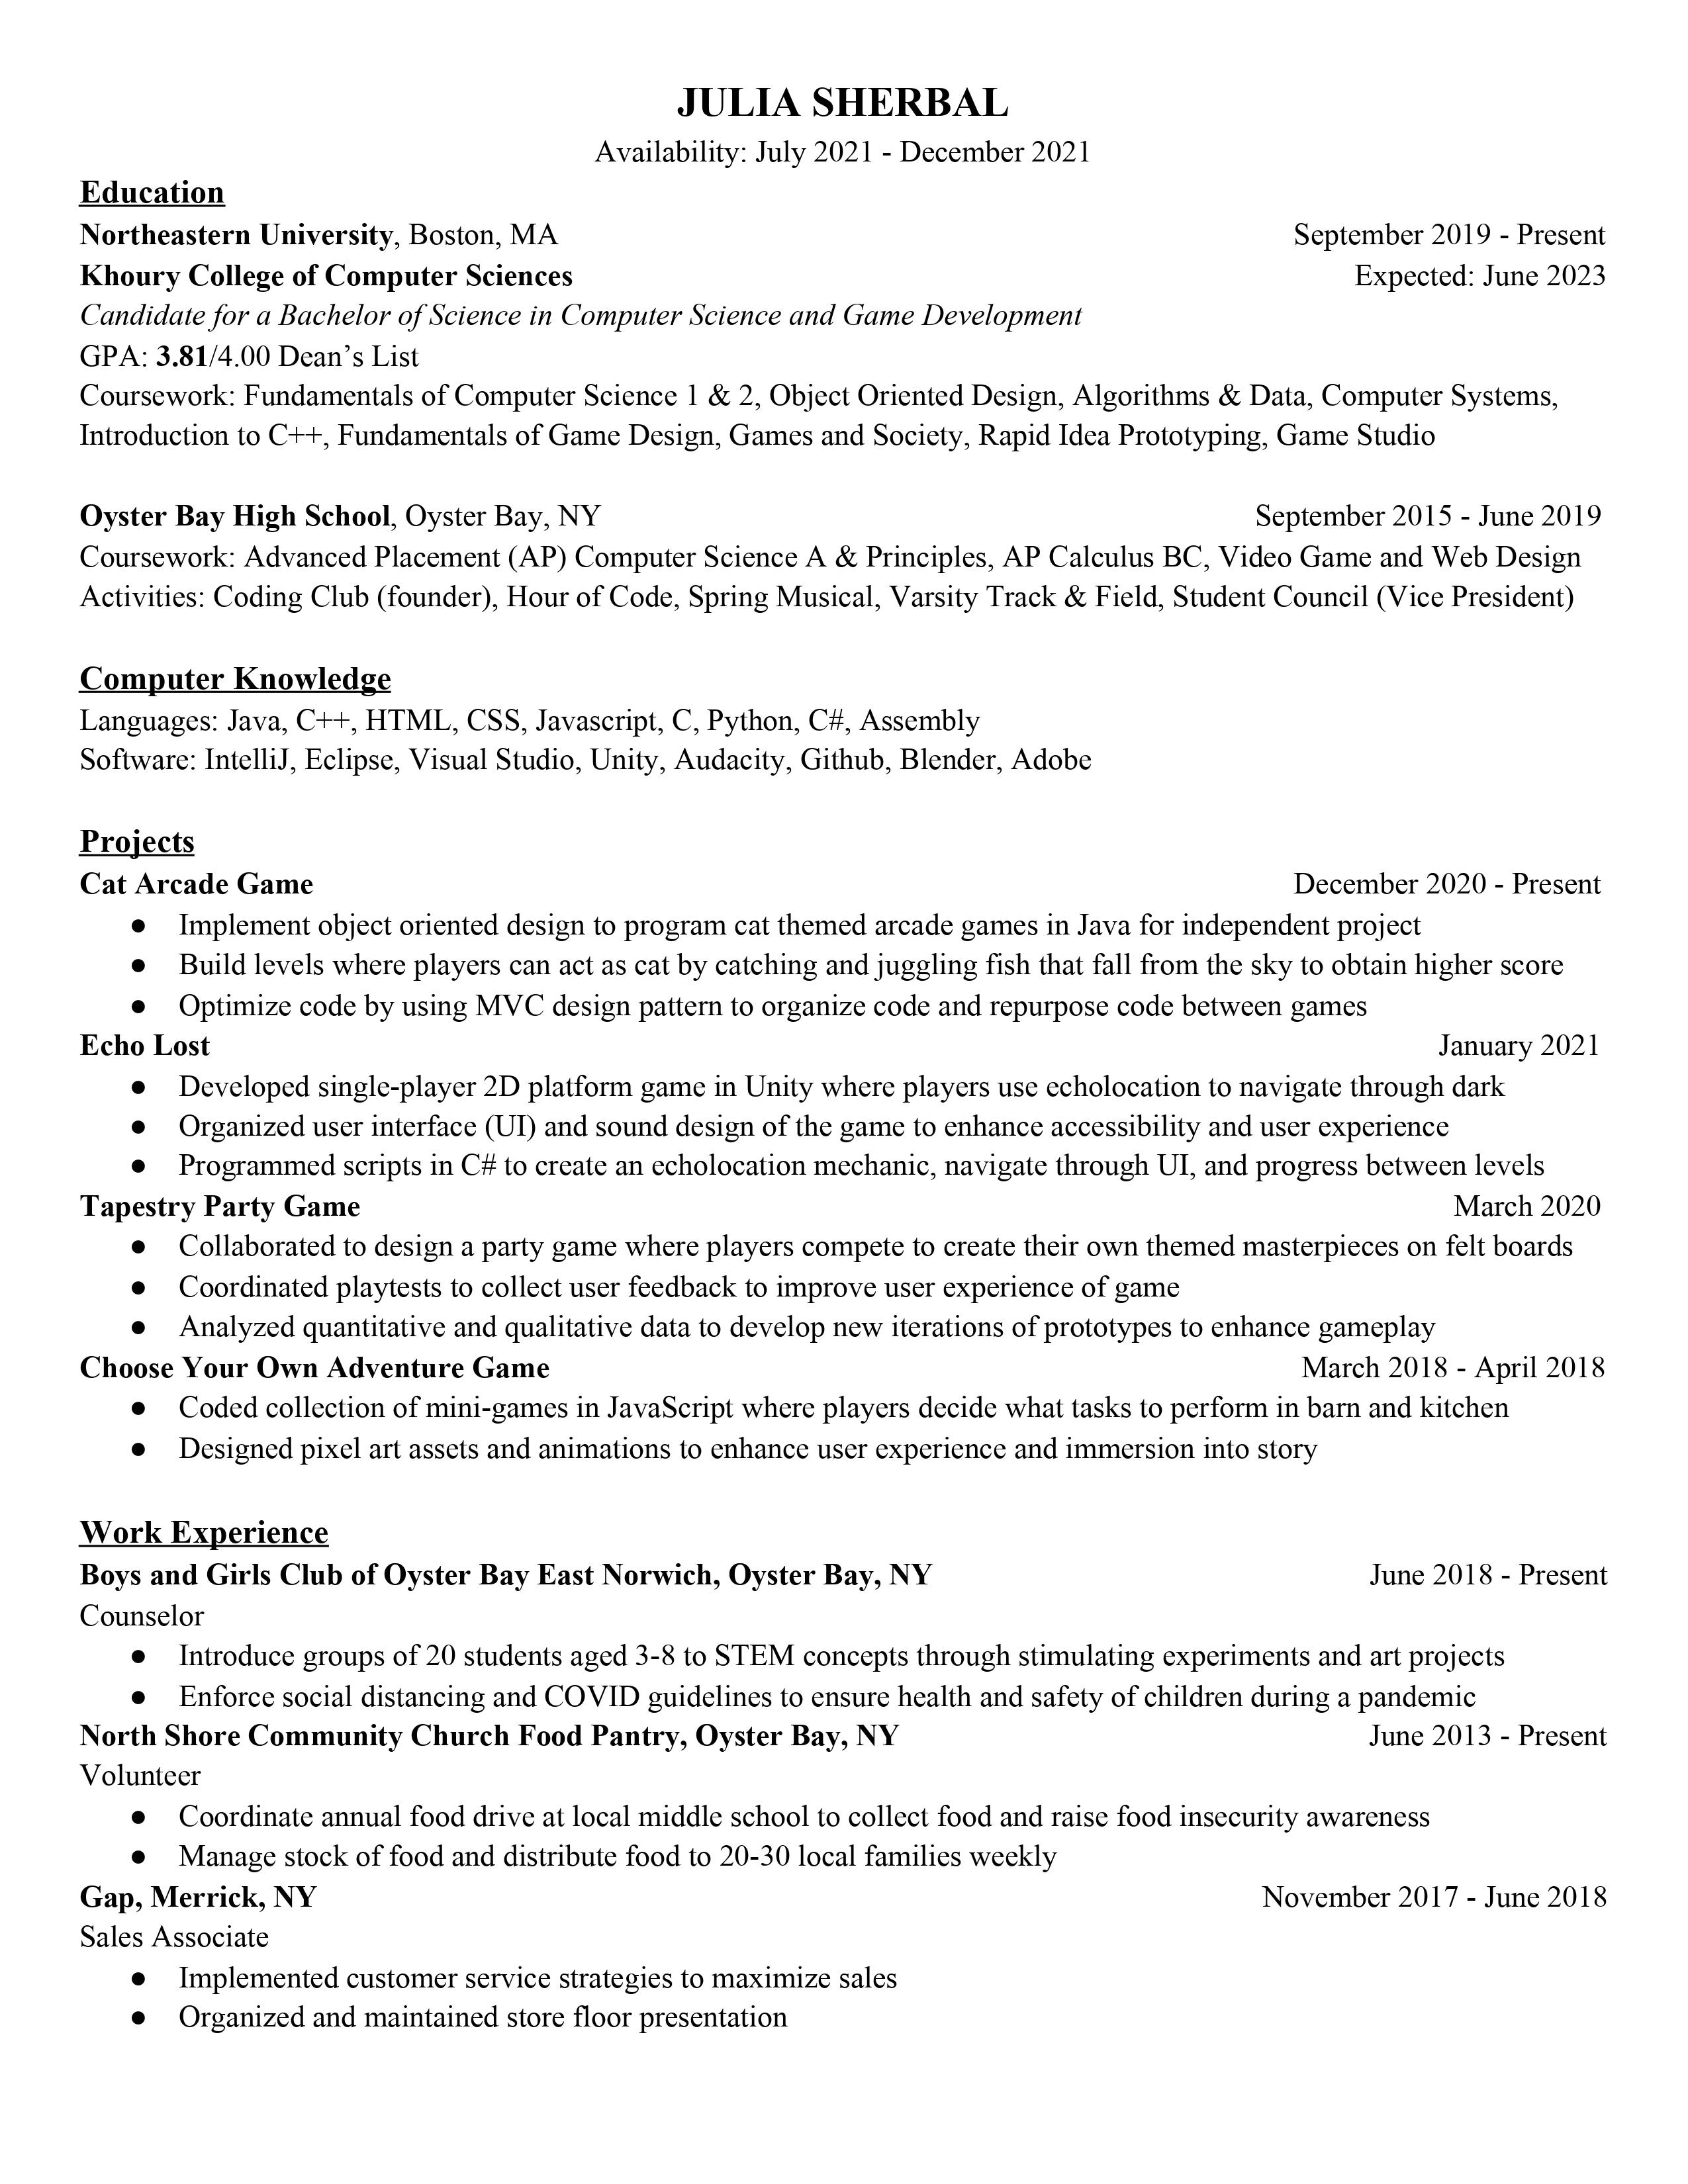 JULIA SHERBAL
Availability: July 2021 - December 2021
Education
Northeastern University, Boston, MA September 2019 - Present
Khoury College of Computer Sciences Expected: June 2023
Candidate for a Bachelor of Science in Computer Science and Game Development
GPA: 3.81/4.00 Dean’s List
Coursework: Fundamentals of Computer Science 1 & 2, Object Oriented Design, Algorithms & Data, Computer Systems,
Introduction to C++, Fundamentals of Game Design, Games and Society, Rapid Idea Prototyping, Game Studio
Oyster Bay High School, Oyster Bay, NY September 2015 - June 2019
Coursework: Advanced Placement (AP) Computer Science A & Principles, AP Calculus BC, Video Game and Web Design
Activities: Coding Club (founder), Hour of Code, Spring Musical, Varsity Track & Field, Student Council (Vice President)
Computer Knowledge
Languages: Java, C++, HTML, CSS, Javascript, C, Python, C#, Assembly
Software: IntelliJ, Eclipse, Visual Studio, Unity, Audacity, Github, Blender, Adobe
Projects
Cat Arcade Game December 2020 - Present
● Implement object oriented design to program cat themed arcade games in Java for independent project
● Build levels where players can act as cat by catching and juggling fish that fall from the sky to obtain higher score
● Optimize code by using MVC design pattern to organize code and repurpose code between games
Echo Lost January 2021
● Developed single-player 2D platform game in Unity where players use echolocation to navigate through dark
● Organized user interface (UI) and sound design of the game to enhance accessibility and user experience
● Programmed scripts in C# to create an echolocation mechanic, navigate through UI, and progress between levels
Tapestry Party Game March 2020
● Collaborated to design a party game where players compete to create their own themed masterpieces on felt boards
● Coordinated playtests to collect user feedback to improve user experience of game
● Analyzed quantitative and qualitative data to develop new iterations of prototypes to enhance gameplay
Choose Your Own Adventure Game March 2018 - April 2018
● Coded collection of mini-games in JavaScript where players decide what tasks to perform in barn and kitchen
● Designed pixel art assets and animations to enhance user experience and immersion into story
Work Experience
Boys and Girls Club of Oyster Bay East Norwich, Oyster Bay, NY June 2018 - Present
Counselor
● Introduce groups of 20 students aged 3-8 to STEM concepts through stimulating experiments and art projects
● Enforce social distancing and COVID guidelines to ensure health and safety of children during a pandemic
North Shore Community Church Food Pantry, Oyster Bay, NY June 2013 - Present
Volunteer
● Coordinate annual food drive at local middle school to collect food and raise food insecurity awareness
● Manage stock of food and distribute food to 20-30 local families weekly
Gap, Merrick, NY November 2017 - June 2018
Sales Associate
● Implemented customer service strategies to maximize sales
● Organized and maintained store floor presentation